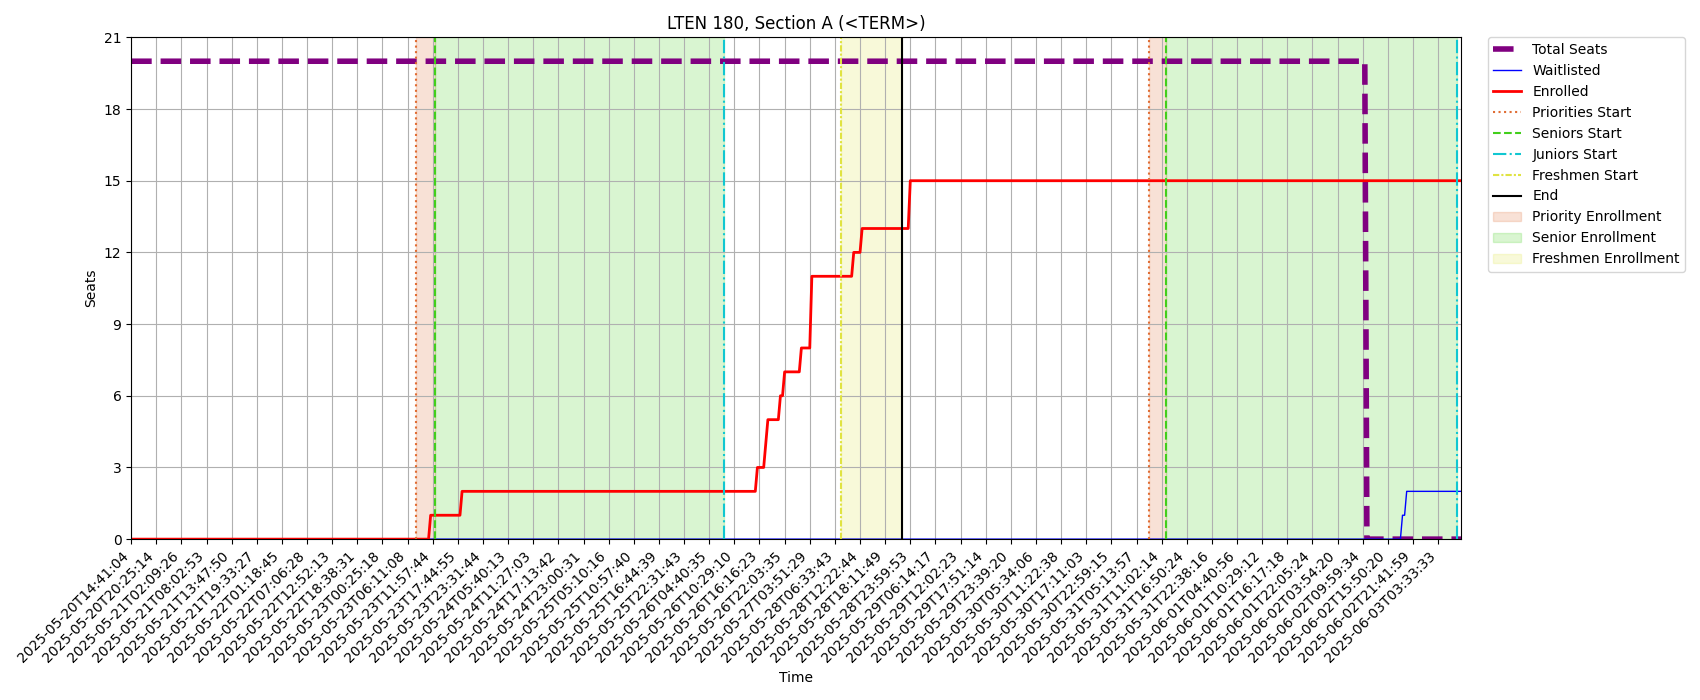 LTEN 180, Section A (<TERM>)
21
18
15
12
9
6
3
0
Seats
2025-05-20T14:41:04
2025-05-20T20:25:14
2025-05-21T02:09:26
2025-05-21T08:02:53
2025-05-21T13:47:50
2025-05-21T19:33:27
2025-05-22T01:18:45
2025-05-22T07:06:28
2025-05-22T12:52:13
2025-05-22T18:38:31
2025-05-23T00:25:18
2025-05-23T06:11:08
2025-05-23T11:57:44
2025-05-23T17:44:55
2025-05-23T23:31:44
2025-05-24T05:40:13
2025-05-24T11:27:03
2025-05-24T17:13:42
2025-05-24T23:00:31
2025-05-25T05:10:16
2025-05-25T10:57:40
2025-05-25T16:44:39
2025-05-25T22:31:43
2025-05-26T04:40:35
2025-05-26T10:29:10
2025-05-26T16:16:23
2025-05-26T22:03:35
2025-05-27T03:51:29
2025-05-28T06:33:43
2025-05-28T12:22:44
2025-05-28T18:11:49
2025-05-28T23:59:53
2025-05-29T06:14:17
2025-05-29T12:02:23
2025-05-29T17:51:14
2025-05-29T23:39:20
2025-05-30T05:34:06
2025-05-30T11:22:38
2025-05-30T17:11:03
2025-05-30T22:59:15
2025-05-31T05:13:57
2025-05-31T11:02:14
2025-05-31T16:50:24
2025-05-31T22:38:16
2025-06-01T04:40:56
2025-06-01T10:29:12
2025-06-01T16:17:18
2025-06-01T22:05:24
2025-06-02T03:54:20
2025-06-02T09:59:34
2025-06-02T15:50:20
2025-06-02T21:41:59
2025-06-03T03:33:33
Time
Total Seats
Waitlisted
Enrolled
Priorities Start
Seniors Start
Juniors Start
Freshmen Start
End
Priority Enrollment
Senior Enrollment
Freshmen Enrollment